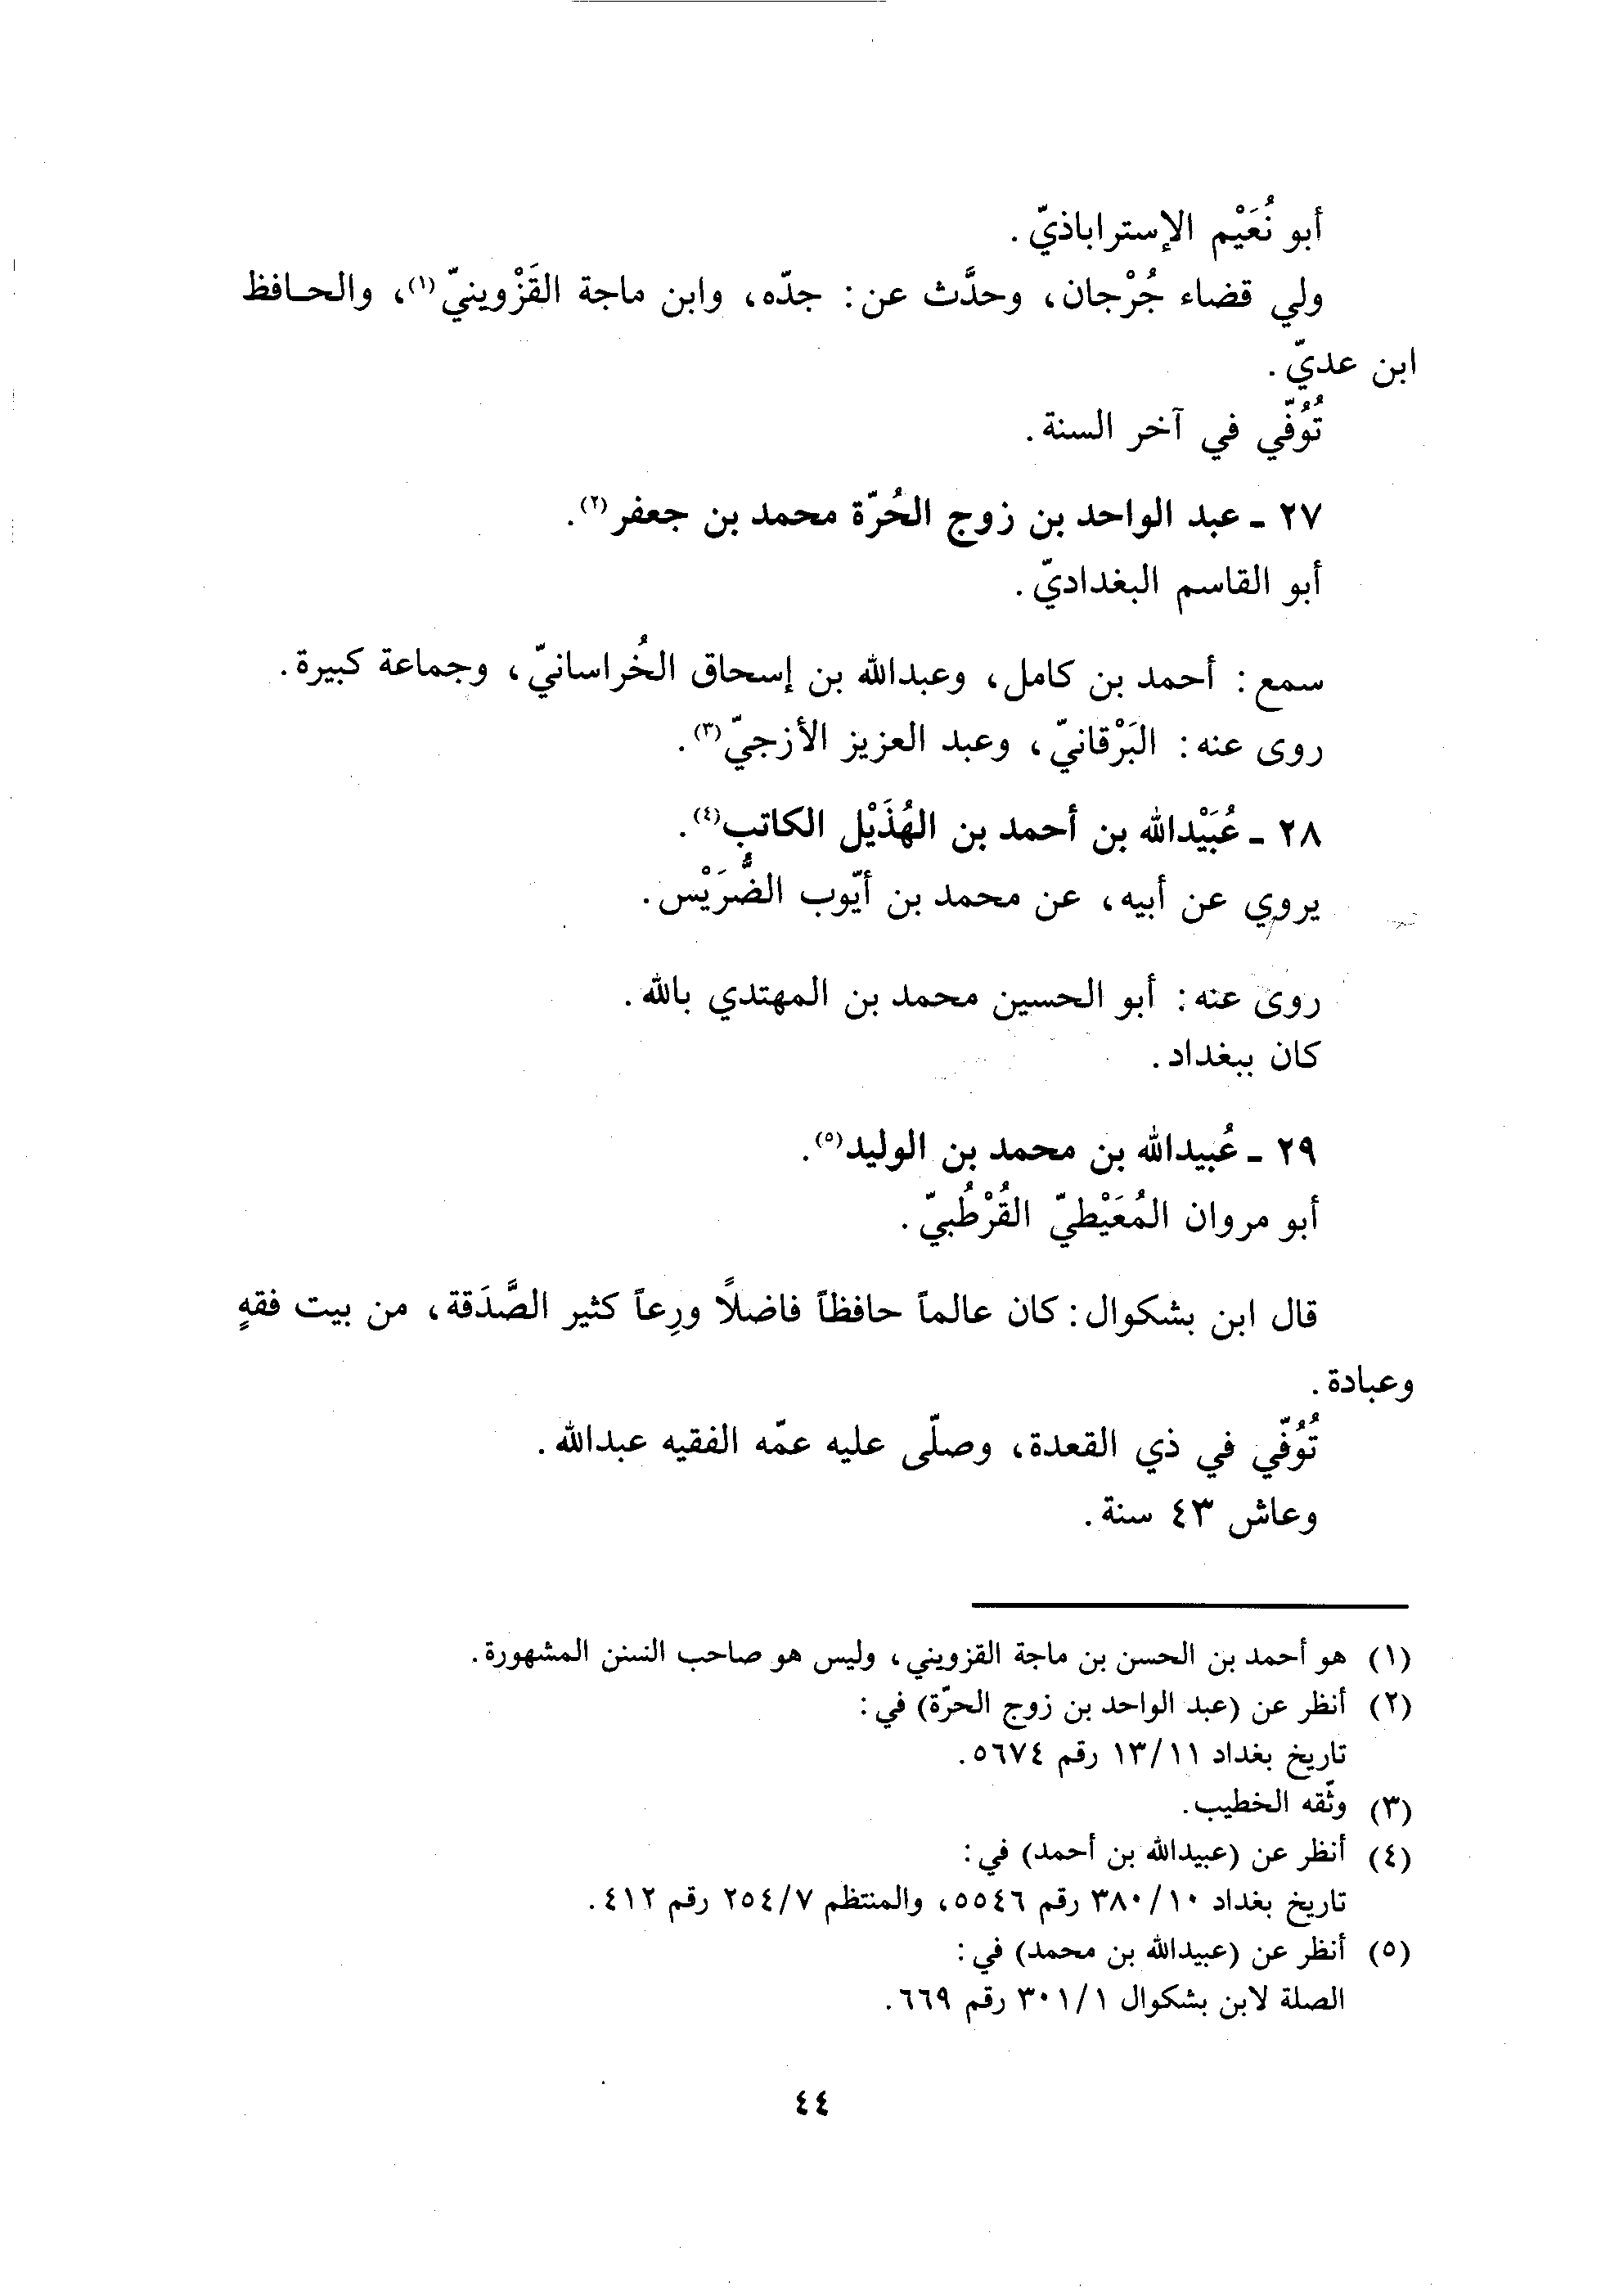 أبو نُعَيْم الإستراباذيّ.
ولي قضاء جُرْجان، وحدَّث عن: جدّه، وابن ماجة القَزْوينيّ(١)، والحـافظ
ابن عديّ.
تُوُفّي في آخر السنة.
٢٧ ـ عبد الواحد بن زوج الحُرّة محمد بن جعفر(٢).
أبو القاسم البغداديّ.
سمع: أحمد بن كامل، وعبدالله بن إسحاق الخُراسانيّ، وجماعة كبيرة.
روى عنه: البَرْقانيّ، وعبد العزيز الأزجيّ(٣).
٢٨ ـ عُبَيْدالله بن أحمد بن الهُذَيْل الكاتب(٤).
يروي عن أبيه، عن محمد بن أيّوب الضُّرَيْس.
روى عنه: أبو الحسين محمد بن المهتدي بالله.
كان ببغداد.
٢٩ ـ عُبيدالله بن محمد بن الوليد(٥).
أبو مروان المُعَيْطيّ القُرْطُبيّ.
قال ابن بشكوال: كان عالماً حافظاً فاضلاً ورِعاً كثير الصَّدَقة، من بيت فقهٍ
وعبادة.
تُوُفّي في ذي القعدة، وصلّى عليه عمّه الفقيه عبدالله.
وعاش ٤٣ سنة.
(١) هو أحمد بن الحسن بن ماجة القزويني، وليس هو صاحب السنن المشهورة.
(٢) أنظر عن (عبد الواحد بن زوج الحرّة) في:
تاريخ بغداد ١٣/١١ رقم ٥٦٧٤.
(٣) وثّقه الخطيب.
(٤) أنظر عن (عبيدالله بن أحمد) في:
تاريخ بغداد ٣٨٠/١٠ رقم ٥٥٤٦، والمنتظم ٢٥٤/٧ رقم ٤١٢.
(٥) أنظر عن (عبيدالله بن محمد) في:
الصلة لابن بشكوال ٣٠١/١ رقم ٦٦٩.
٤٤